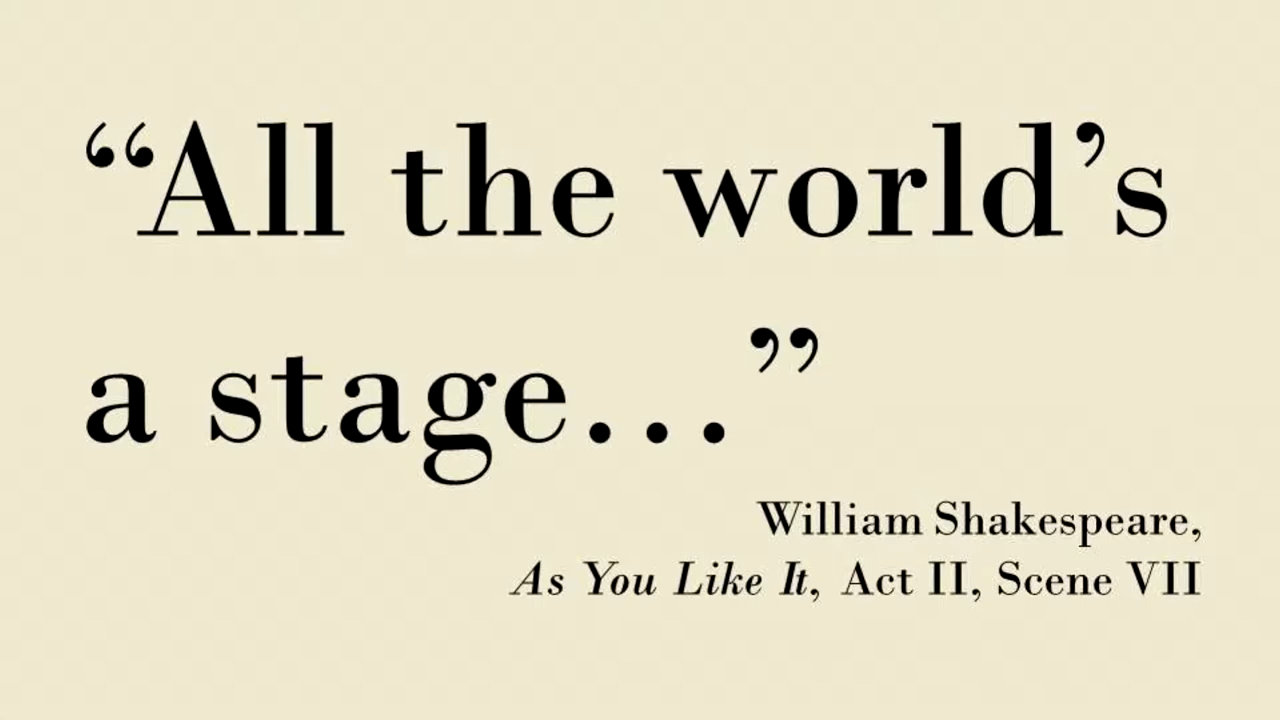 “All the world’s
a stage...”
William Shakespeare,
As You Like It, Act II, Scene VII